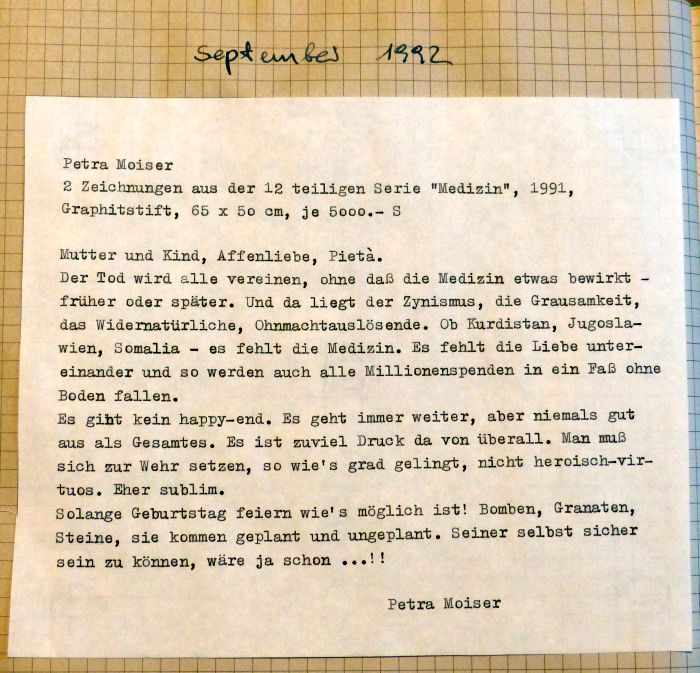 September 1992
Petra Moiser
2 Zeichnungen aus der 12 teiligen Serie "Medizin", 1991,
Graphitstift, 65 x 50 cm, je 5000.- S
Mutter und Kind, Affenliebe, Pietà.
Der Tod wird alle vereinen, ohne daß die Medizin etwas bewirkt -
früher oder später. Und da liegt der Zynismus, die Grausamkeit,
das Widernatürliche, Ohnmachtauslösende. Ob Kurdistan, Jugosla-
wien, Somalia - es fehlt die Medizin. Es fehlt die Liebe unter-
einander und so werden auch alle Millionenspenden in ein Faß ohne
Boden fallen.
Es gibt kein happy-end. Es geht immer weiter, aber niemals gut
aus als Gesamtes. Es ist zuviel Druck da von überall. Man muß
sich zur Wehr setzen, so wie's grad gelingt, nicht heroisch-vir-
tuos. Eher sublim.
Solange Geburtstag feiern wie's möglich ist! Bomben, Granaten,
Steine, sie kommen geplant und ungeplant. Seiner selbst sicher
sein zu können, wäre ja schon ...!!
Petra Moiser